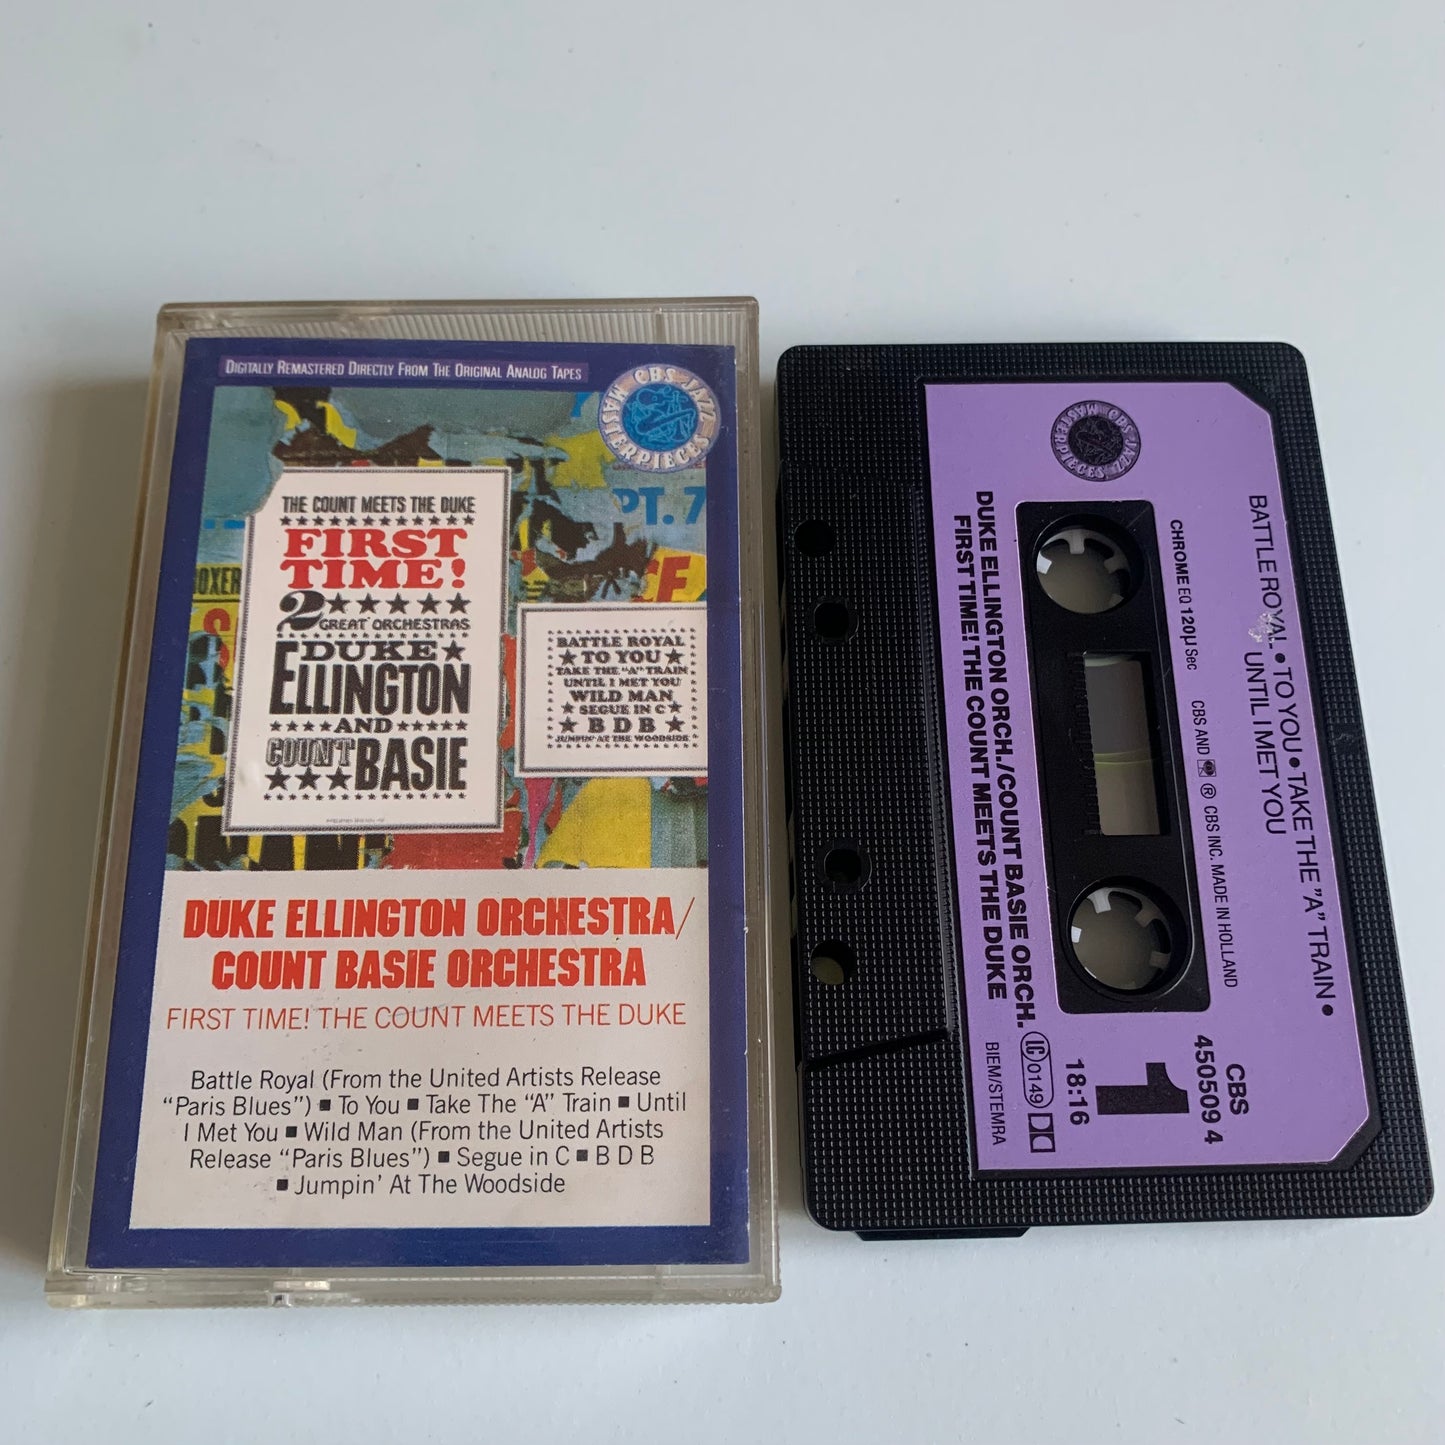 DIGITALLY REMASTERED DIRECTLY FROM THE ORIGINAL ANALOG TAPES
CBS JAZZ MASTERPIECES
PT. 7
OXER
THE COUNT MEETS THE DUKE
FIRST
TIME!
2
GREAT ORCHESTRAS
DUKE
ELLINGTON
AND
COUNT BASIE
BATTLE ROYAL
TO YOU
TAKE THE "A" TRAIN
UNTIL I MET YOU
WILD MAN
SEGUE IN C
B D B
JUMPIN' AT THE WOODSIDE
DUKE ELLINGTON ORCHESTRA/
COUNT BASIE ORCHESTRA
FIRST TIME! THE COUNT MEETS THE DUKE
Battle Royal (From the United Artists Release
"Paris Blues") ■ To You ■ Take The "A" Train ■ Until
I Met You ■ Wild Man (From the United Artists
Release "Paris Blues") ■ Segue in C ■ B D B
■ Jumpin' At The Woodside
CBS JAZZ MASTERPIECES
BATTLE ROYAL • TO YOU • TAKE THE "A" TRAIN •
UNTIL I MET YOU
CHROME EQ 120µ Sec
CBS AND ® CBS INC. MADE IN HOLLAND
DUKE ELLINGTON ORCH./COUNT BASIE ORCH.
FIRST TIME! THE COUNT MEETS THE DUKE
CBS
450509 4
1
18:16
LC 0149
BIEM/STEMRA